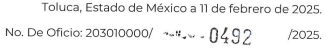 Toluca, Estado de México a 11 de febrero de 2025.
No. De Oficio: 203010000/ 0492 /2025.